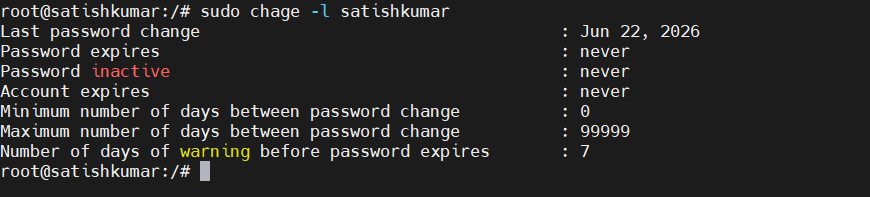 root@satishkumar:/# sudo chage -l satishkumar
Last password change                                    : Jun 22, 2026
Password expires                                        : never
Password inactive                                       : never
Account expires                                         : never
Minimum number of days between password change          : 0
Maximum number of days between password change          : 99999
Number of days of warning before password expires       : 7
root@satishkumar:/#